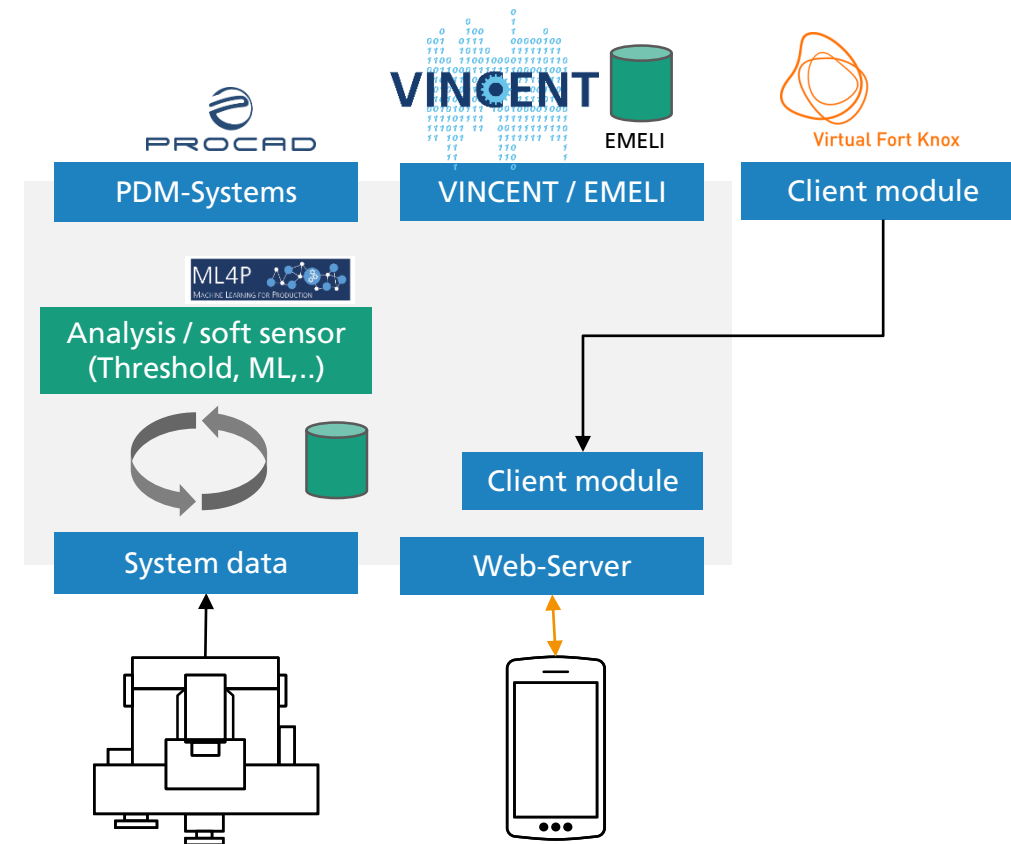 PROCAD
VINCENT
EMELI
Virtual Fort Knox
PDM-Systems
VINCENT / EMELI
Client module
ML4P
MACHINE LEARNING FOR PRODUCTION
Analysis / soft sensor
(Threshold, ML,..)
Client module
System data
Web-Server